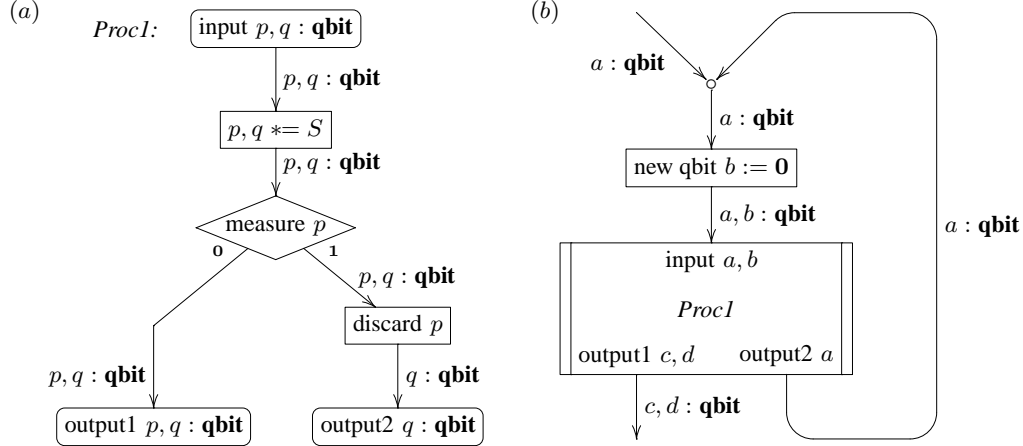 (a)
Proc1:
input p, q : qbit
p, q : qbit
p, q *= S
p, q : qbit
measure p
0
1
p, q : qbit
discard p
p, q : qbit
q : qbit
output1 p, q : qbit
output2 q : qbit
(b)
a : qbit
a : qbit
new qbit b := 0
a, b : qbit
a : qbit
input a, b
Proc1
output1 c, d
output2 a
c, d : qbit